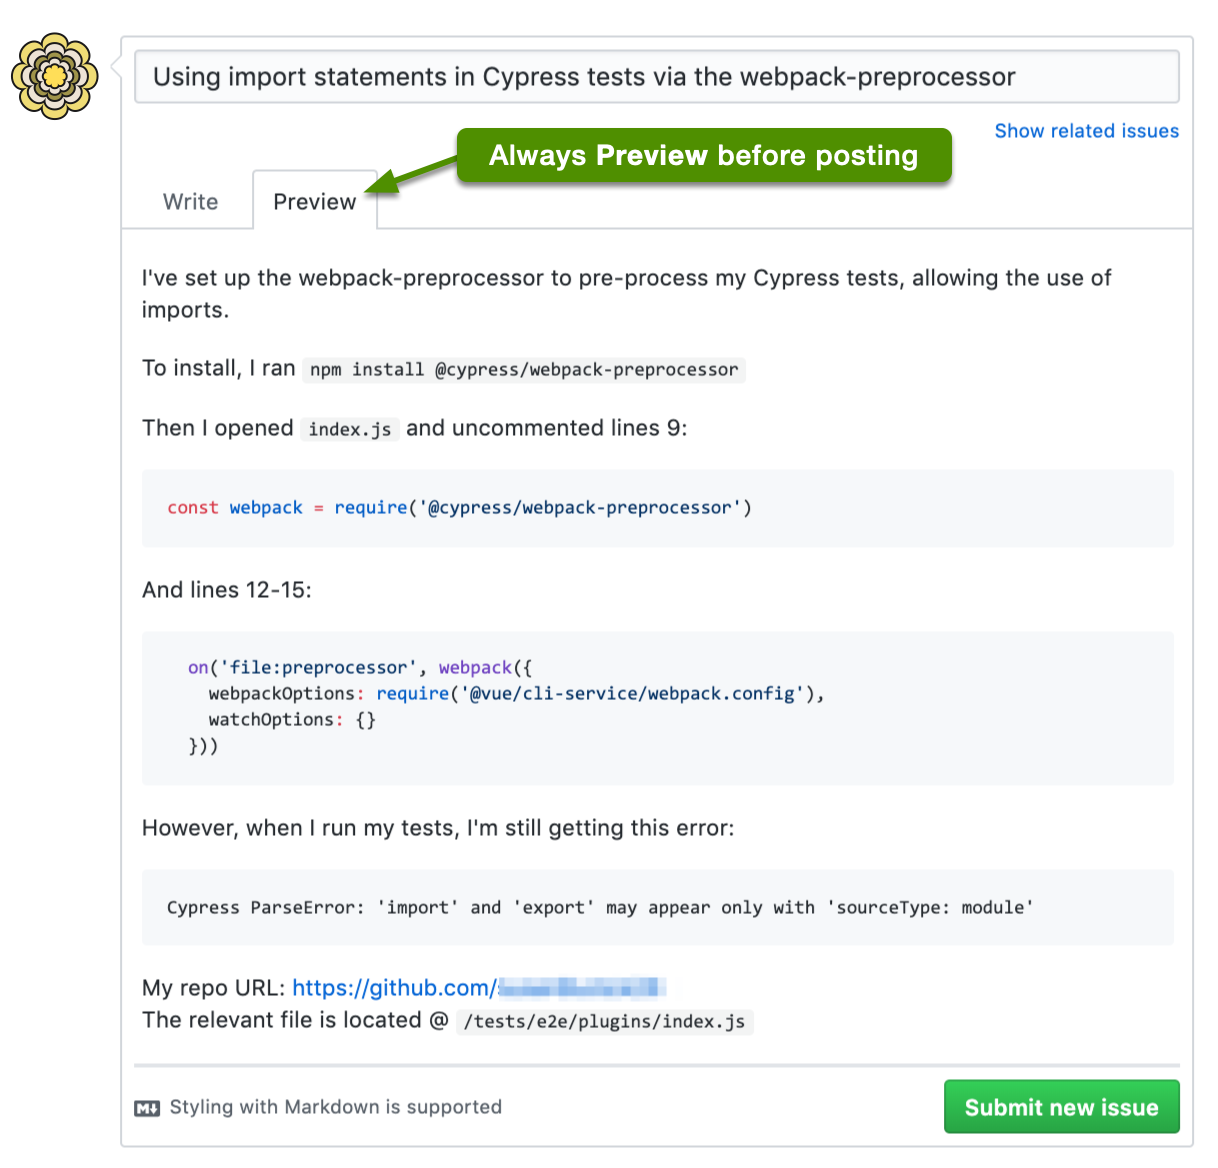 Using import statements in Cypress tests via the webpack-preprocessor
Show related issues
Always Preview before posting
Write
Preview
I've set up the webpack-preprocessor to pre-process my Cypress tests, allowing the use of
imports.
To install, I ran npm install @cypress/webpack-preprocessor
Then I opened index.js and uncommented lines 9:
const webpack = require('@cypress/webpack-preprocessor')
And lines 12-15:
on('file:preprocessor', webpack({
webpackOptions: require('@vue/cli-service/webpack.config'),
watchOptions: {}
}))
However, when I run my tests, I'm still getting this error:
Cypress ParseError: 'import' and 'export' may appear only with 'sourceType: module'
My repo URL: https://github.com/
The relevant file is located @ /tests/e2e/plugins/index.js
Styling with Markdown is supported
Submit new issue